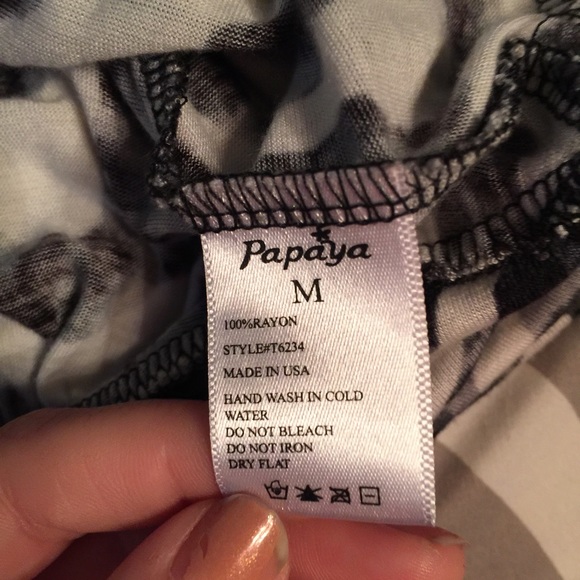 Papaya
M
100%RAYON
STYLE#T6234
MADE IN USA
HAND WASH IN COLD
WATER
DO NOT BLEACH
DO NOT IRON
DRY FLAT